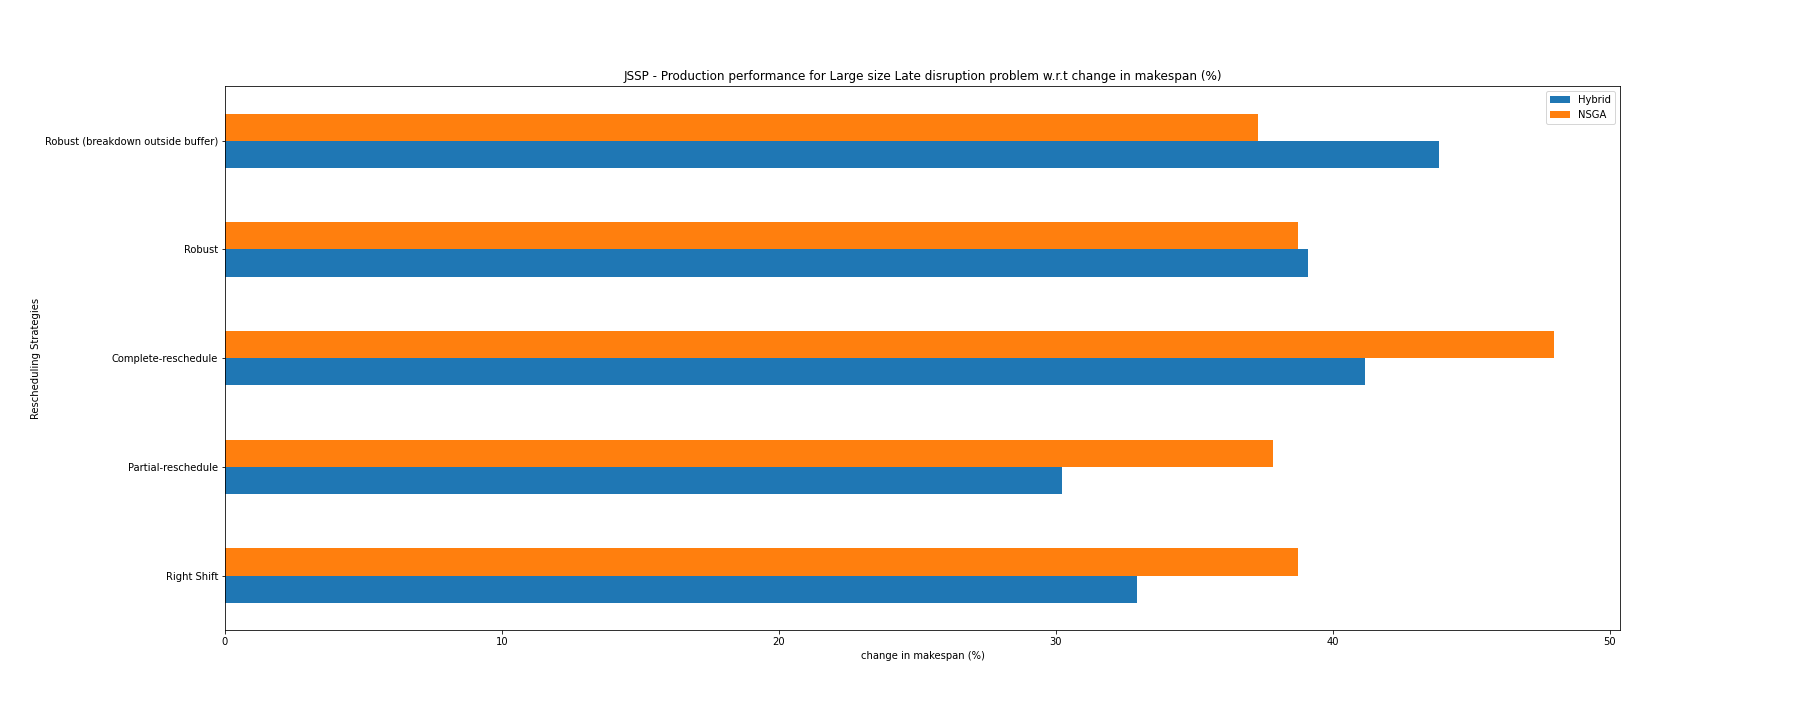 JSSP - Production performance for Large size Late disruption problem w.r.t change in makespan (%)
Hybrid
NSGA
Robust (breakdown outside buffer)
Robust
Complete-reschedule
Partial-reschedule
Right Shift
Rescheduling Strategies
0 10 20 30 40 50
change in makespan (%)